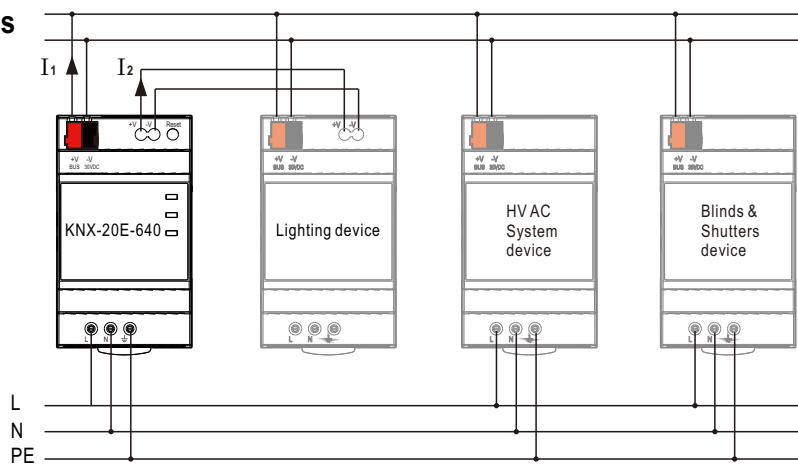 s
I1 I2
+V -V Reset
+V -V
BUS 30VDC
KNX-20E-640
L N
+V -V
+V -V
BUS 30VDC
Lighting device
L N
+V -V
BUS 30VDC
HV AC
System
device
L N
+V -V
BUS 30VDC
Blinds &
Shutters
device
L N
L
N
PE